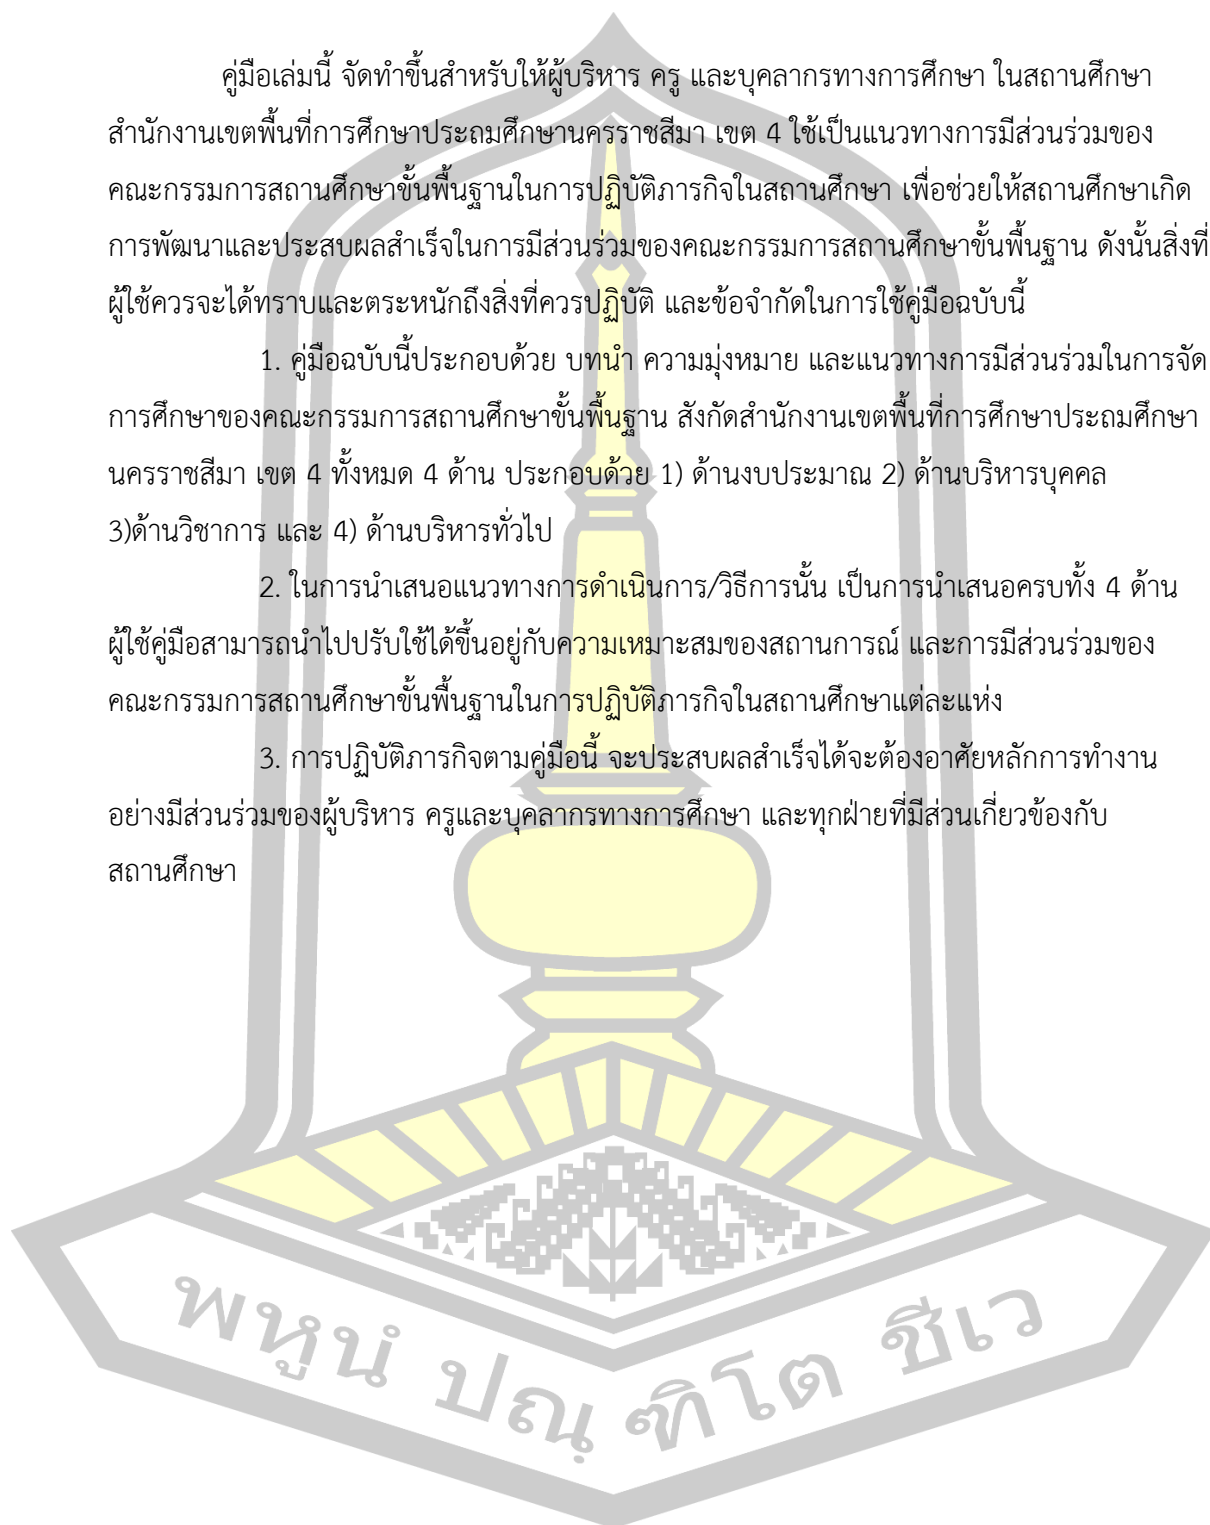 คู่มือเล่มนี้ จัดทำขึ้นสำหรับให้ผู้บริหาร ครู และบุคลากรทางการศึกษา ในสถานศึกษา
สำนักงานเขตพื้นที่การศึกษาประถมศึกษานครราชสีมา เขต 4 ใช้เป็นแนวทางการมีส่วนร่วมของ
คณะกรรมการสถานศึกษาขั้นพื้นฐานในการปฏิบัติภารกิจในสถานศึกษา เพื่อช่วยให้สถานศึกษาเกิด
การพัฒนาและประสบผลสำเร็จในการมีส่วนร่วมของคณะกรรมการสถานศึกษาขั้นพื้นฐาน ดังนั้นสิ่งที่
ผู้ใช้ควรจะได้ทราบและตระหนักถึงสิ่งที่ควรปฏิบัติ และข้อจำกัดในการใช้คู่มือฉบับนี้
1. คู่มือฉบับนี้ประกอบด้วย บทนำ ความมุ่งหมาย และแนวทางการมีส่วนร่วมในการจัด
การศึกษาของคณะกรรมการสถานศึกษาขั้นพื้นฐาน สังกัดสำนักงานเขตพื้นที่การศึกษาประถมศึกษา
นครราชสีมา เขต 4 ทั้งหมด 4 ด้าน ประกอบด้วย 1) ด้านงบประมาณ 2) ด้านบริหารบุคคล
3)ด้านวิชาการ และ 4) ด้านบริหารทั่วไป
2. ในการนำเสนอแนวทางการดำเนินการ/วิธีการนั้น เป็นการนำเสนอครบทั้ง 4 ด้าน
ผู้ใช้คู่มือสามารถนำไปปรับใช้ได้ขึ้นอยู่กับความเหมาะสมของสถานการณ์ และการมีส่วนร่วมของ
คณะกรรมการสถานศึกษาขั้นพื้นฐานในการปฏิบัติภารกิจในสถานศึกษาแต่ละแห่ง
3. การปฏิบัติภารกิจตามคู่มือนี้ จะประสบผลสำเร็จได้จะต้องอาศัยหลักการทำงาน
อย่างมีส่วนร่วมของผู้บริหาร ครูและบุคลากรทางการศึกษา และทุกฝ่ายที่มีส่วนเกี่ยวข้องกับ
สถานศึกษา
พหูนํ ปณฺ ฑิโต ชีเว